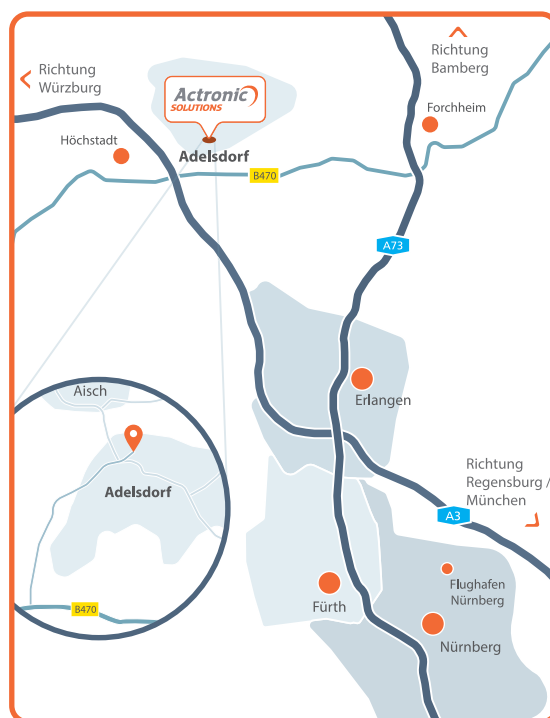 Richtung
Würzburg
Richtung
Bamberg
Actronic
SOLUTIONS
Forchheim
Höchstadt
Adelsdorf
B470
A73
Erlangen
Aisch
Adelsdorf
Richtung
Regensburg /
München
A3
Flughafen
Nürnberg
Fürth
B470
Nürnberg